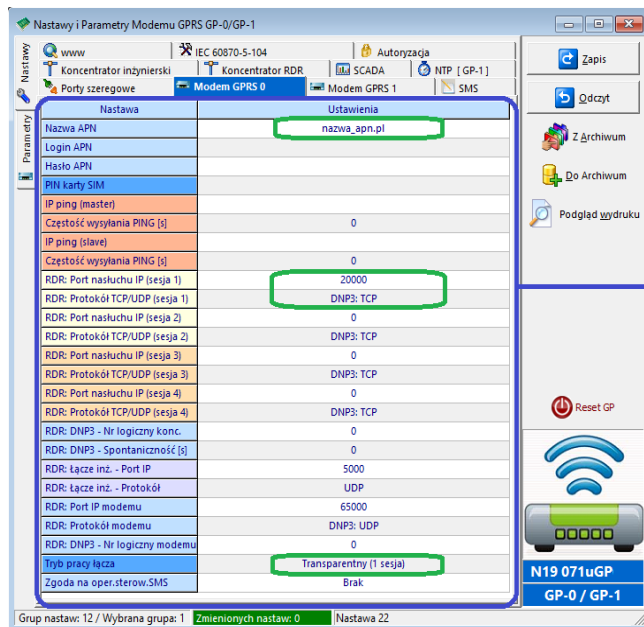 Nastawy i Parametry Modemu GPRS GP-0/GP-1
Nastawy
Parametry
www
IEC 60870-5-104
Autoryzacja
Koncentrator inżynierski
Koncentrator RDR
SCADA
NTP [GP-1]
Porty szeregowe
Modem GPRS 0
Modem GPRS 1
SMS
Nastawa Ustawienia
Nazwa APN nazwa_apn.pl
Login APN
Hasło APN
PIN karty SIM
IP ping (master)
Częstość wysyłania PING [s] 0
IP ping (slave)
Częstość wysyłania PING [s] 0
RDR: Port nasłuchu IP (sesja 1) 20000
RDR: Protokół TCP/UDP (sesja 1) DNP3: TCP
RDR: Port nasłuchu IP (sesja 2) 0
RDR: Protokół TCP/UDP (sesja 2) DNP3: TCP
RDR: Port nasłuchu IP (sesja 3) 0
RDR: Protokół TCP/UDP (sesja 3) DNP3: TCP
RDR: Port nasłuchu IP (sesja 4) 0
RDR: Protokół TCP/UDP (sesja 4) DNP3: TCP
RDR: DNP3 - Nr logiczny konc. 0
RDR: DNP3 - Spontaniczność [s] 0
RDR: Łącze inż. - Port IP 5000
RDR: Łącze inż. - Protokół UDP
RDR: Port IP modemu 65000
RDR: Protokół modemu DNP3: UDP
RDR: DNP3 - Nr logiczny modemu 0
Tryb pracy łącza Transparentny (1 sesja)
Zgoda na oper.sterow.SMS Brak
Zapis
Odczyt
Z Archiwum
Do Archiwum
Podgląd wydruku
Reset GP
N19 071uGP
GP-0 / GP-1
Grup nastaw: 12 / Wybrana grupa: 1 Zmienionych nastaw: 0 Nastawa 22